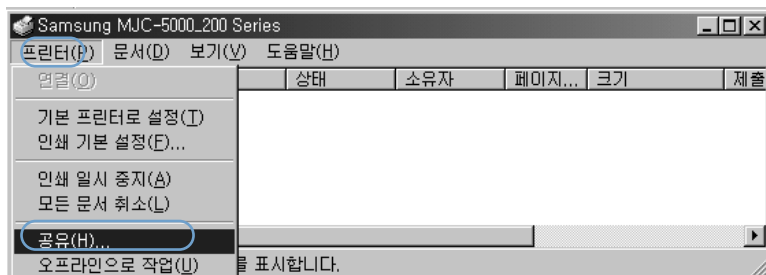 Samsung MJC-5000_200 Series
프린터(P) 문서(D) 보기(V) 도움말(H)
연결(O) 상태 소유자 페이지... 크기 제출
기본 프린터로 설정(T)
인쇄 기본 설정(F)...
인쇄 일시 중지(A)
모든 문서 취소(L)
공유(H)...
오프라인으로 작업(U) 를 표시합니다.